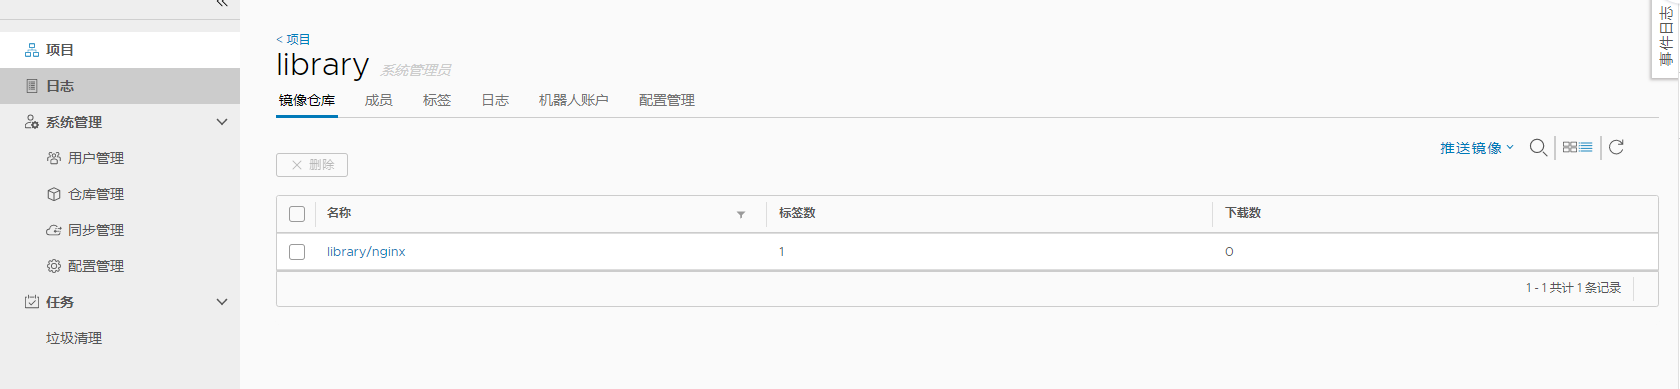 «
项目
日志
系统管理
用户管理
仓库管理
同步管理
配置管理
任务
垃圾清理
< 项目
library 系统管理员
镜像仓库 成员 标签 日志 机器人账户 配置管理
推送镜像
× 删除
名称 标签数 下载数
library/nginx 1 0
1 - 1 共计 1 条记录
事件日志